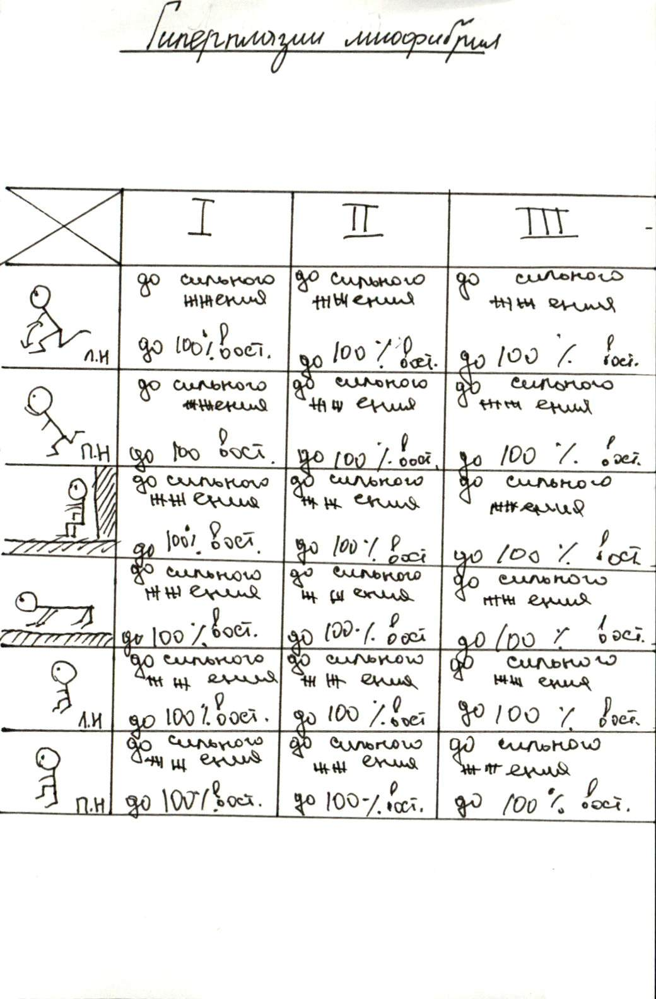 Гиперплазии миофибрил
I II III
до сильного до сильного до сильного
жжения жжения жжения
до 100% вост. до 100% вост. до 100% вост.
Л.Н
до сильного до сильного до сильного
жжения жжения жжения
до 100 вост. до 100% вост. до 100% вост.
П.Н
до сильного до сильного до сильного
жжения жжения жжения
до 100% вост. до 100% вост до 100% вост.
до сильного до сильного до сильного
жжения жжения жжения
до 100% вост. до 100% вост до 100% вост.
до сильного до сильного до сильного
жжения жжения жжения
Л.Н до 100% вост. до 100% вост до 100% вост.
до сильного до сильного до сильного
жжения жжения жжения
П.Н до 100% вост. до 100% вост. до 100% вост.